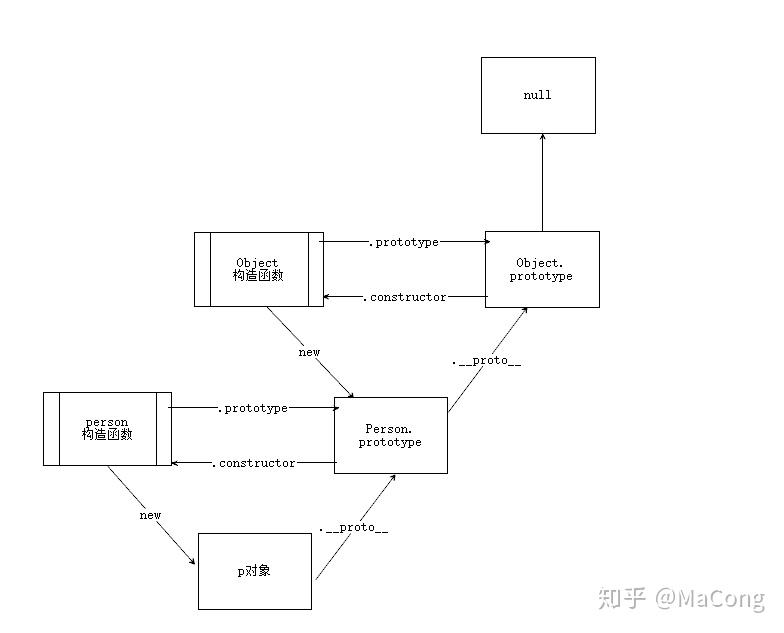 null
.prototype
Object
构造函数
Object.
prototype
.constructor
new
.__proto__
.prototype
person
构造函数
Person.
prototype
.constructor
new
.__proto__
p对象
知乎 @MaCong